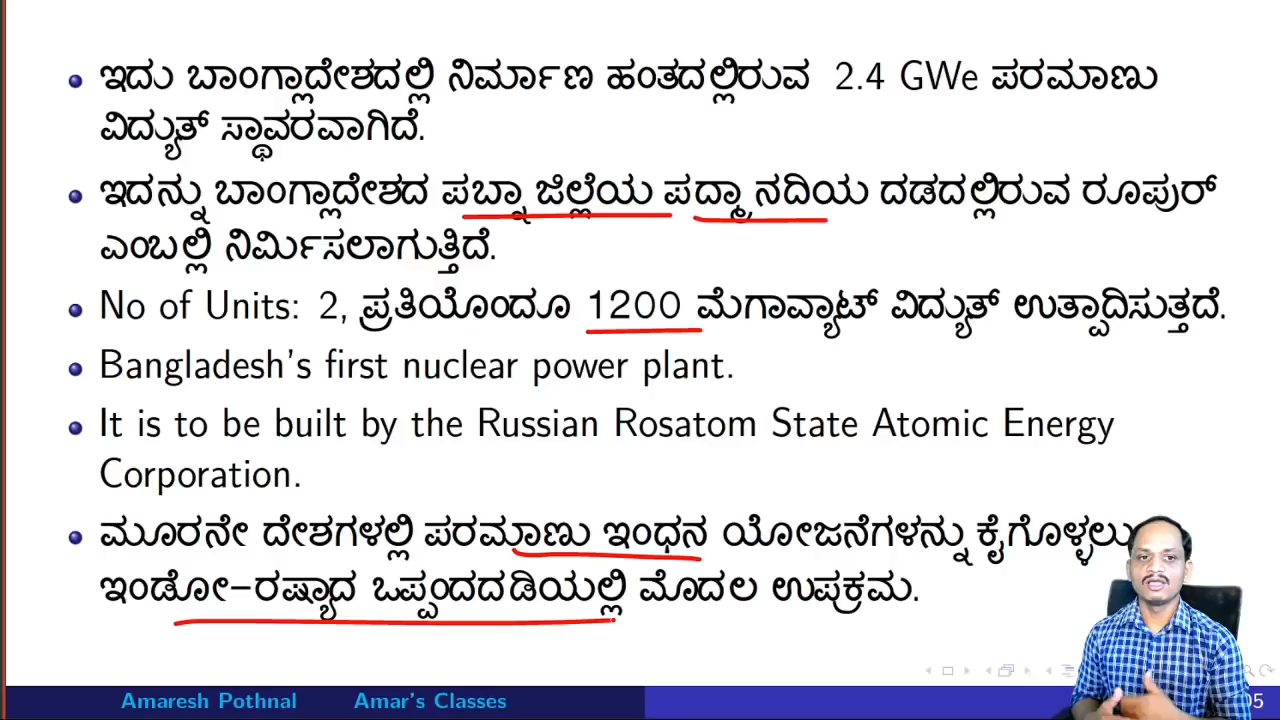 ಇದು ಬಾಂಗ್ಲಾದೇಶದಲ್ಲಿ ನಿರ್ಮಾಣ ಹಂತದಲ್ಲಿರುವ 2.4 GWe ಪರಮಾಣು
ವಿದ್ಯುತ್ ಸ್ಥಾವರವಾಗಿದೆ.
ಇದನ್ನು ಬಾಂಗ್ಲಾದೇಶದ ಪಬ್ನಾ ಜಿಲ್ಲೆಯ ಪದ್ಮಾ ನದಿಯ ದಡದಲ್ಲಿರುವ ರೂಪುರ್
ಎಂಬಲ್ಲಿ ನಿರ್ಮಿಸಲಾಗುತ್ತಿದೆ.
No of Units: 2, ಪ್ರತಿಯೊಂದೂ 1200 ಮೆಗಾವ್ಯಾಟ್ ವಿದ್ಯುತ್ ಉತ್ಪಾದಿಸುತ್ತದೆ.
Bangladesh's first nuclear power plant.
It is to be built by the Russian Rosatom State Atomic Energy
Corporation.
ಮೂರನೇ ದೇಶಗಳಲ್ಲಿ ಪರಮಾಣು ಇಂಧನ ಯೋಜನೆಗಳನ್ನು ಕೈಗೊಳ್ಳಲು
ಇಂಡೋ-ರಷ್ಯಾದ ಒಪ್ಪಂದದಡಿಯಲ್ಲಿ ಮೊದಲ ಉಪಕ್ರಮ.
Amaresh Pothnal Amar's Classes